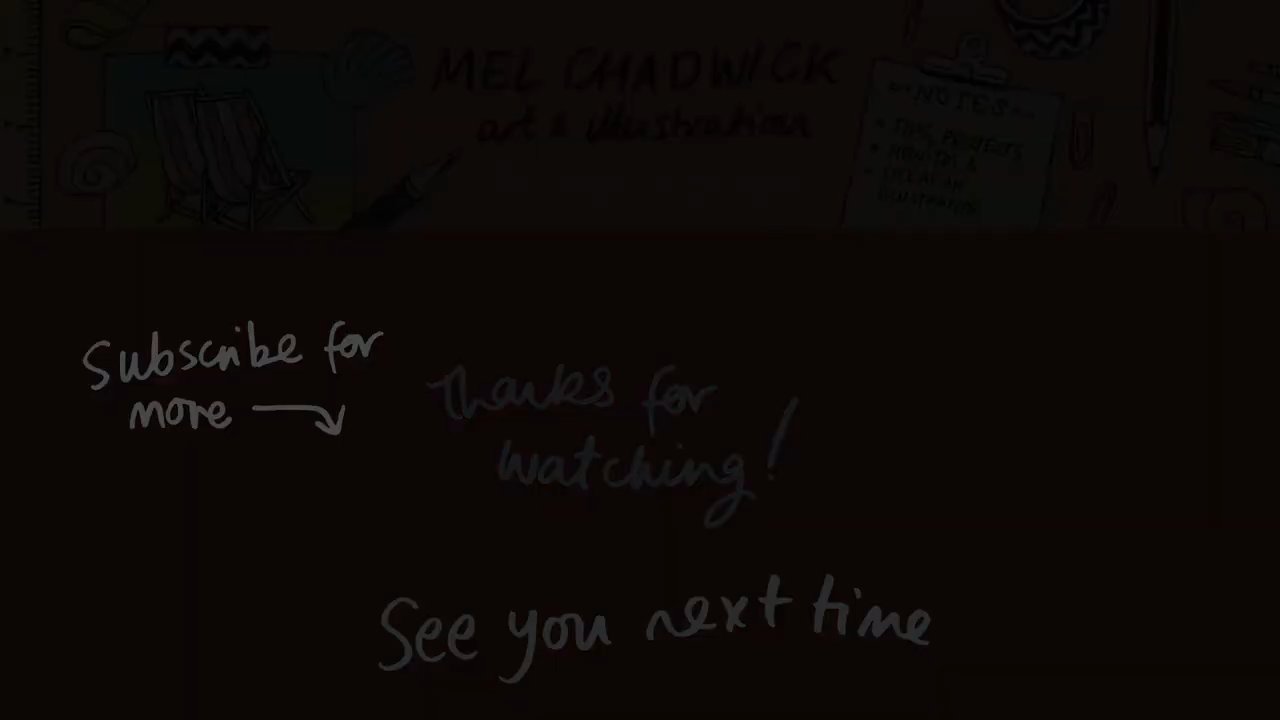 MEL CHADWICK
art & illustration
NOTES
Subscribe for
more
Thanks for
watching!
See you next time